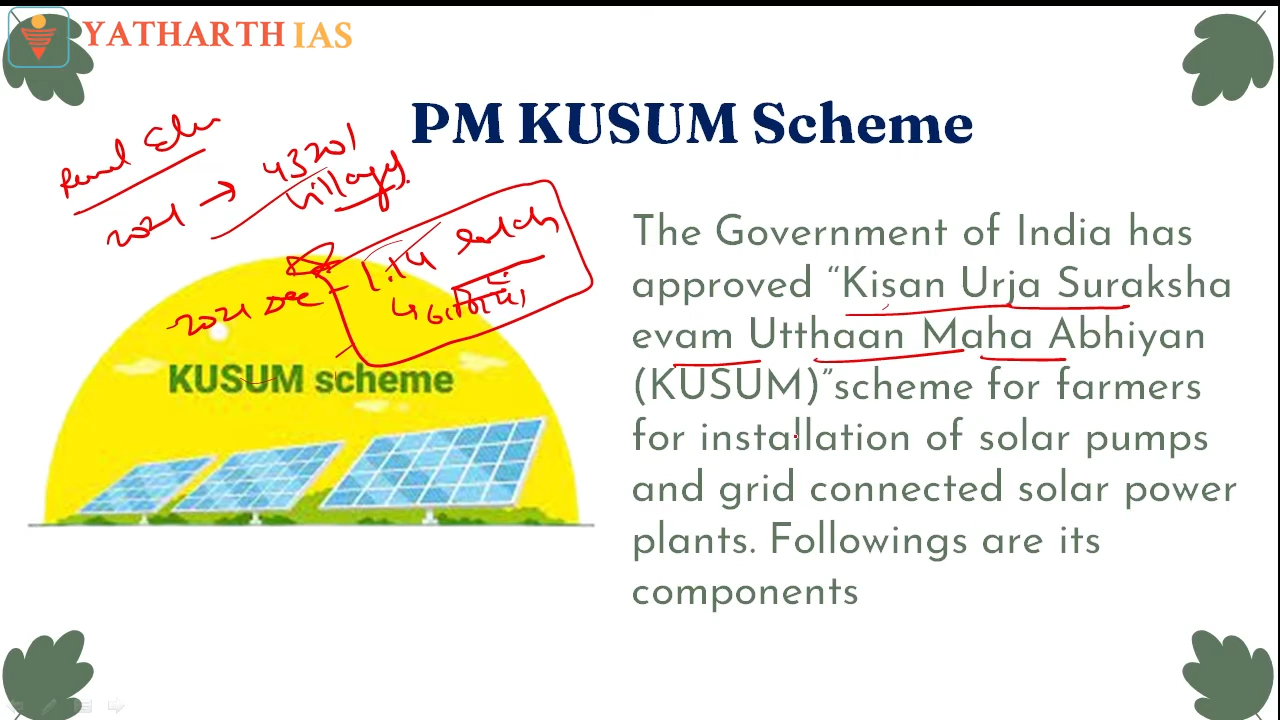 YATHARTH IAS
PM KUSUM Scheme
Rural
2021 → 43201
villages.
2021 Dec - 1.14
KUSUM scheme
The Government of India has
approved “Kisan Urja Suraksha
evam Utthaan Maha Abhiyan
(KUSUM)”scheme for farmers
for installation of solar pumps
and grid connected solar power
plants. Followings are its
components